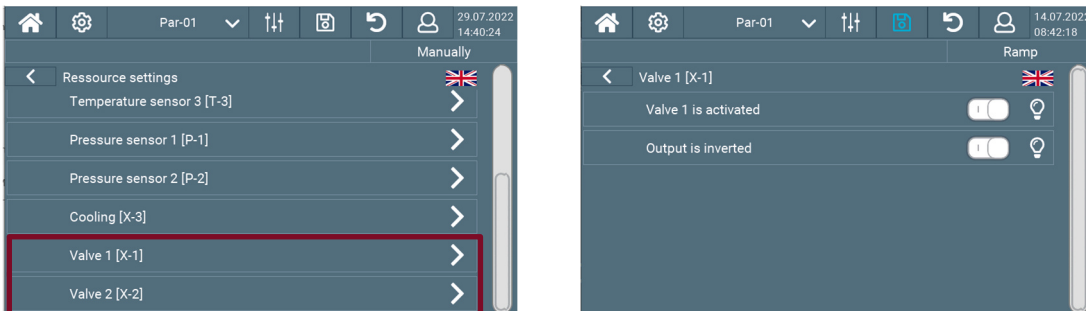 Par-01
29.07.2022
14:40:24
Manually
Ressource settings
Temperature sensor 3 [T-3]
Pressure sensor 1 [P-1]
Pressure sensor 2 [P-2]
Cooling [X-3]
Valve 1 [X-1]
Valve 2 [X-2]
Par-01
14.07.2022
08:42:18
Ramp
Valve 1 [X-1]
Valve 1 is activated
Output is inverted